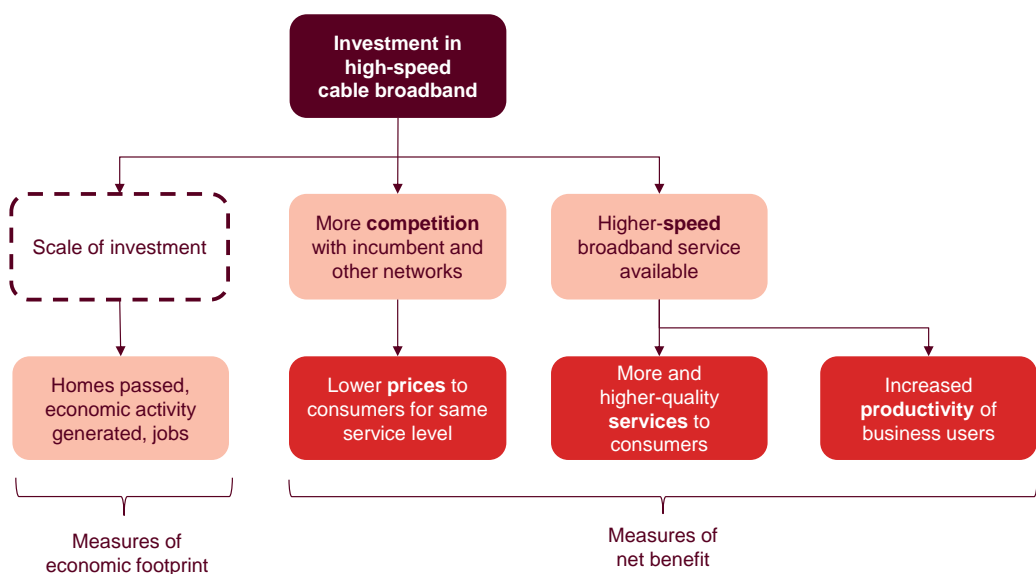 Investment in
high-speed
cable broadband
Scale of investment
More competition
with incumbent and
other networks
Higher-speed
broadband service
available
Homes passed,
economic activity
generated, jobs
Lower prices to
consumers for same
service level
More and
higher-quality
services to
consumers
Increased
productivity of
business users
Measures of
economic footprint
Measures of
net benefit